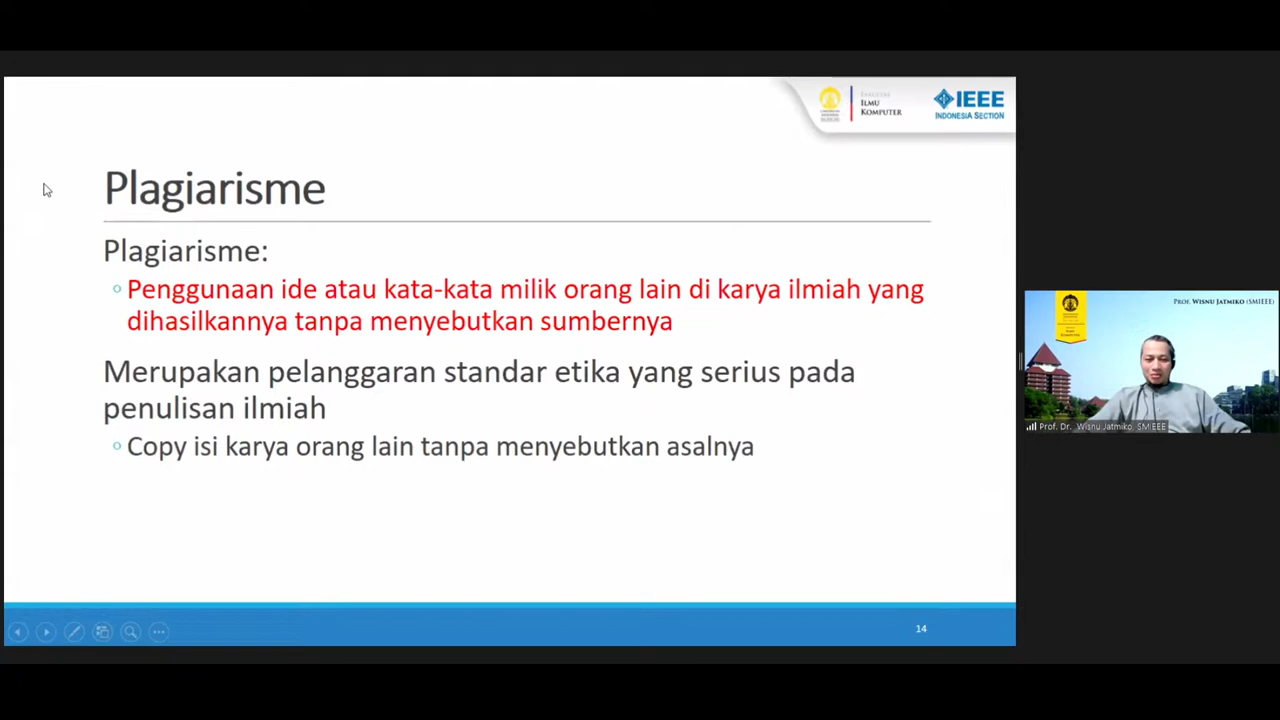 FAKULTAS
ILMU
KOMPUTER
IEEE
INDONESIA SECTION
Plagiarisme
Plagiarisme:
Penggunaan ide atau kata-kata milik orang lain di karya ilmiah yang
dihasilkannya tanpa menyebutkan sumbernya
Merupakan pelanggaran standar etika yang serius pada
penulisan ilmiah
Copy isi karya orang lain tanpa menyebutkan asalnya
14
PROF. WISNU JATMIKO (SMIEEE)
Prof. Dr. Wisnu Jatmiko SMIEEE